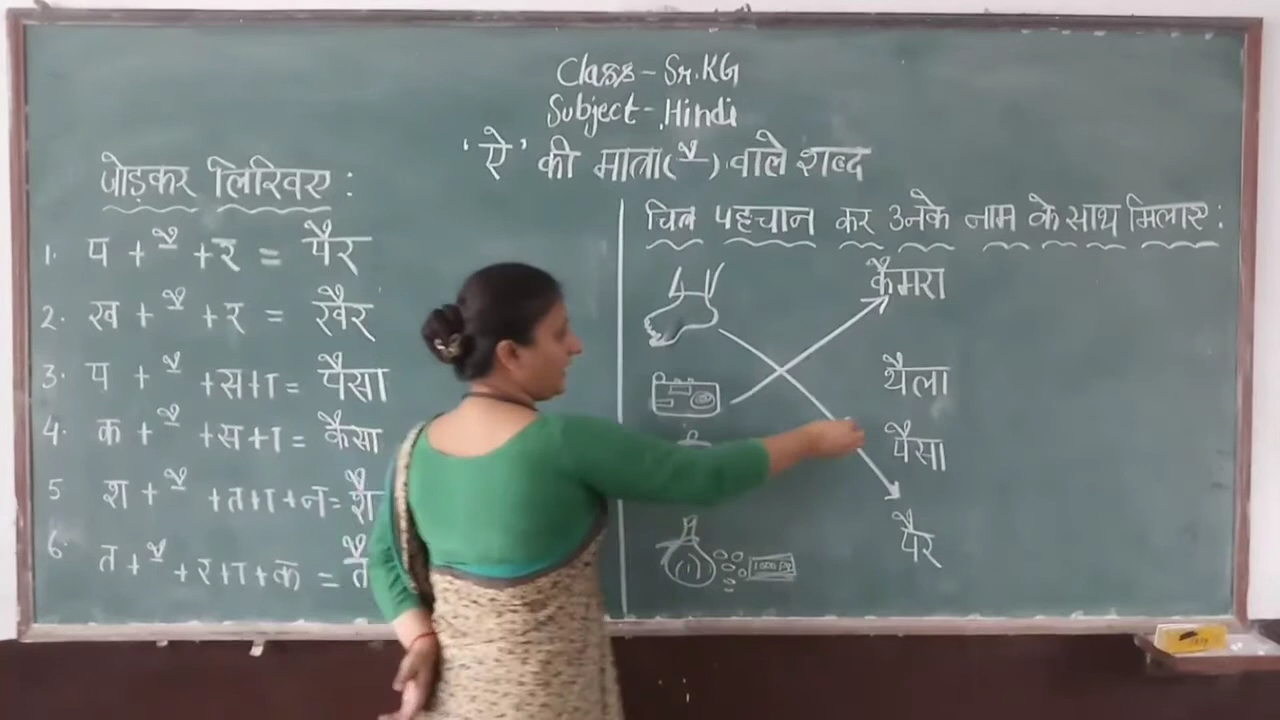 Class - Sr. KG
Subject - Hindi
'ऐ' की मात्रा ( ै ) वाले शब्द
जोड़कर लिखिए :
1. प + ै + र = पैर
2. ख + ै + र = खैर
3. प + ै + स + ा = पैसा
4. क + ै + स + ा = कैसा
5 श + ै + त + ा + न = शै
6. त + ै + र + ा + क = तै
चित्र पहचान कर उनके नाम के साथ मिलाए :
कैमरा
थैला
पैसा
पैर